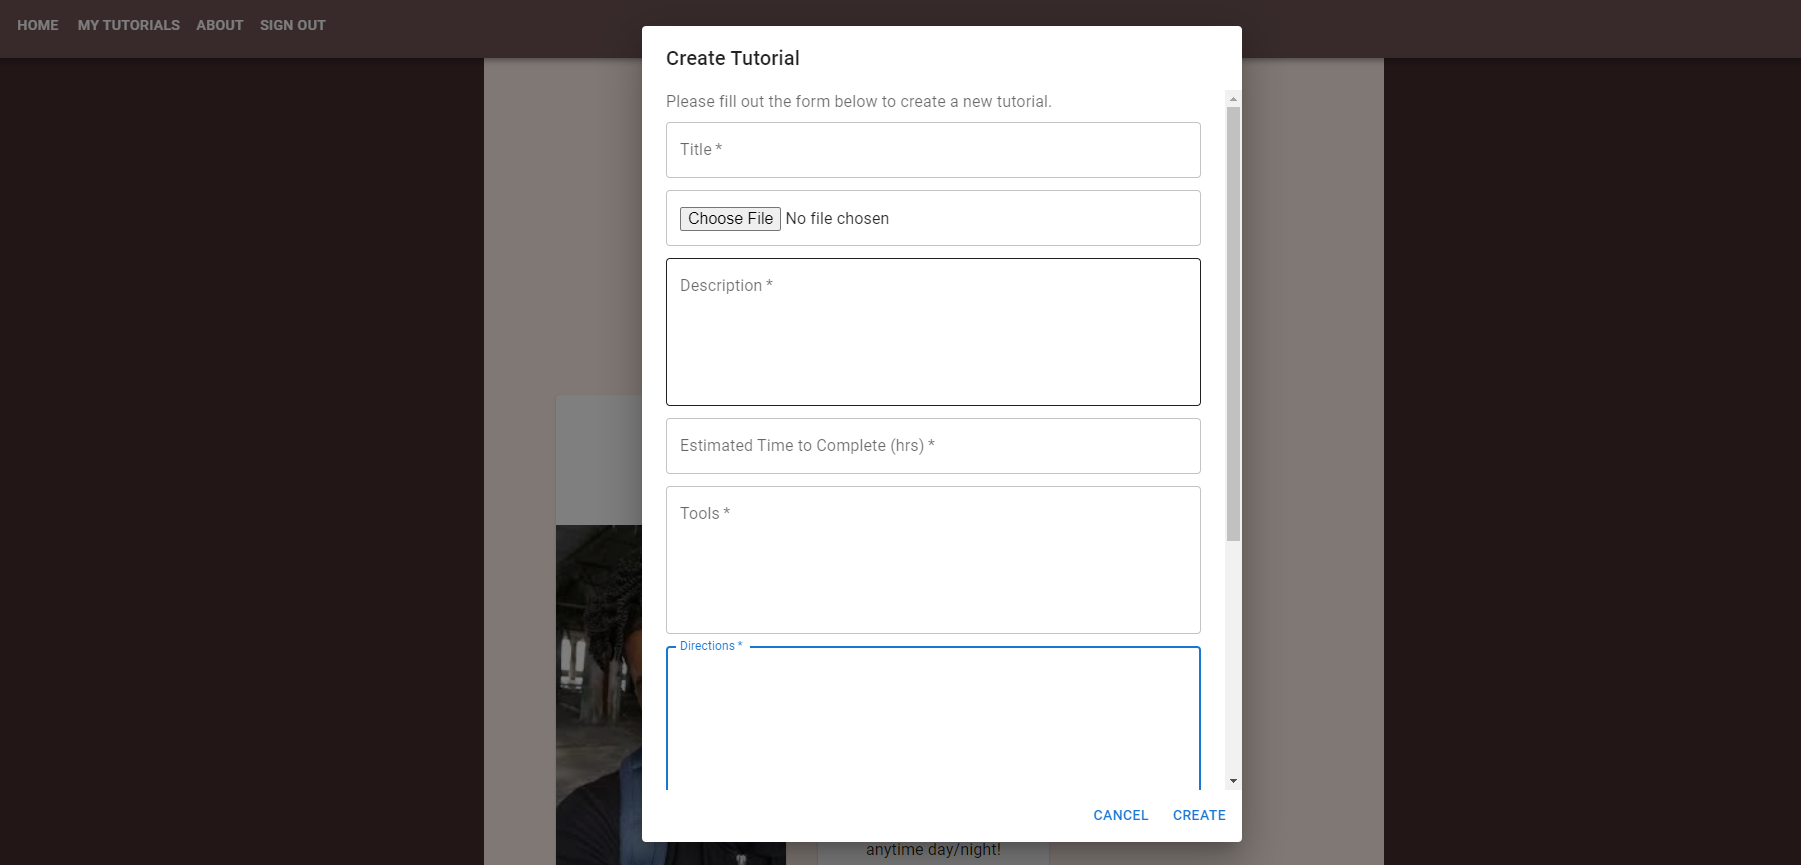 HOME MY TUTORIALS ABOUT SIGN OUT
Create Tutorial
Please fill out the form below to create a new tutorial.
Title *
Choose File No file chosen
Description *
Estimated Time to Complete (hrs) *
Tools *
Directions *
CANCEL CREATE
anytime day/night!